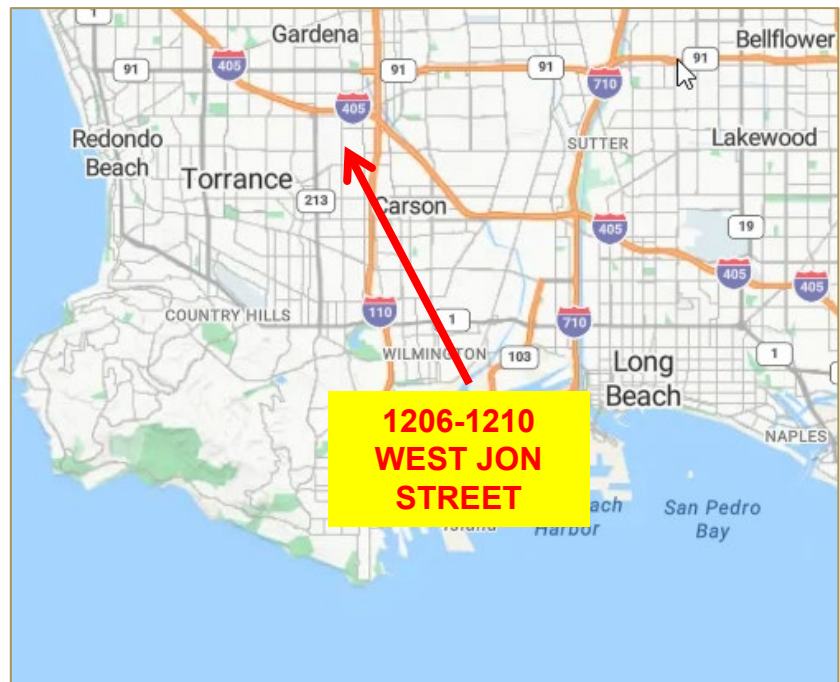 1
Gardena
Bellflower
91
405
91
91
91
710
405
Redondo
Beach
SUTTER
Lakewood
Torrance
213
Carson
19
405
405
405
COUNTRY HILLS
110
1
710
WILMINGTON
103
1
Long
Beach
1206-1210
WEST JON
STREET
NAPLES
San Pedro
Bay
Harbor